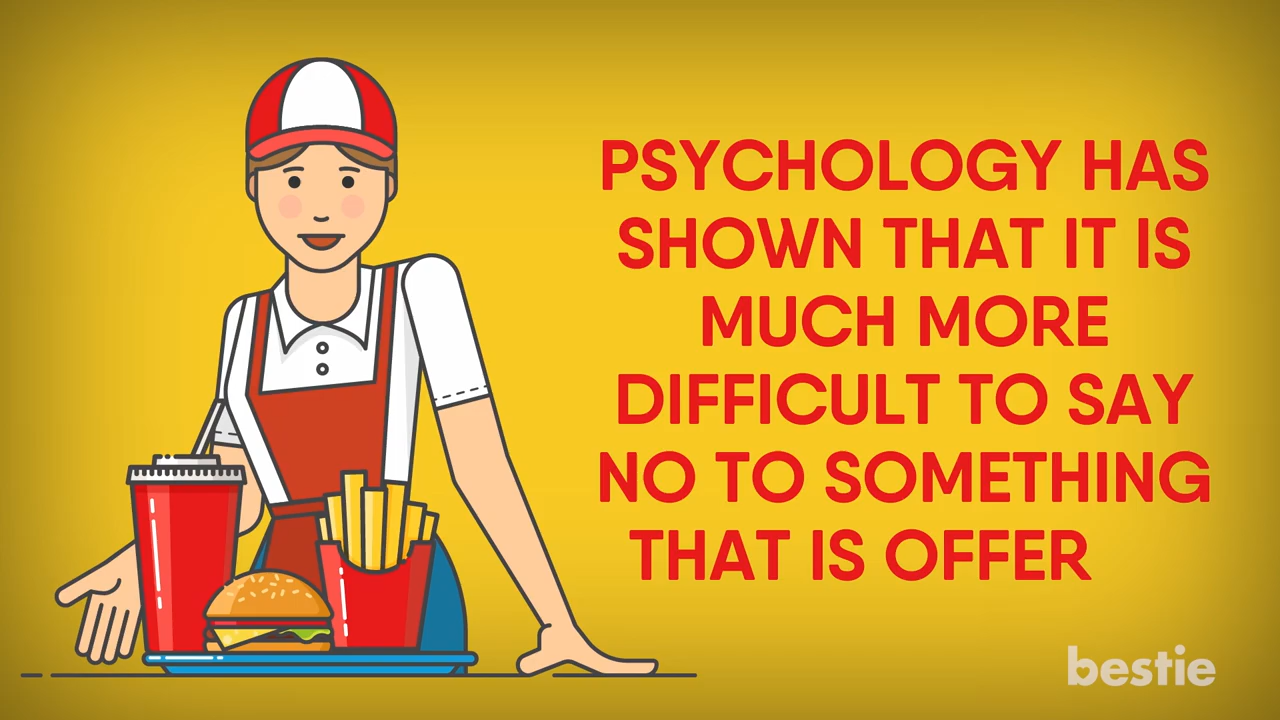 PSYCHOLOGY HAS
SHOWN THAT IT IS
MUCH MORE
DIFFICULT TO SAY
NO TO SOMETHING
THAT IS OFFER
bestie